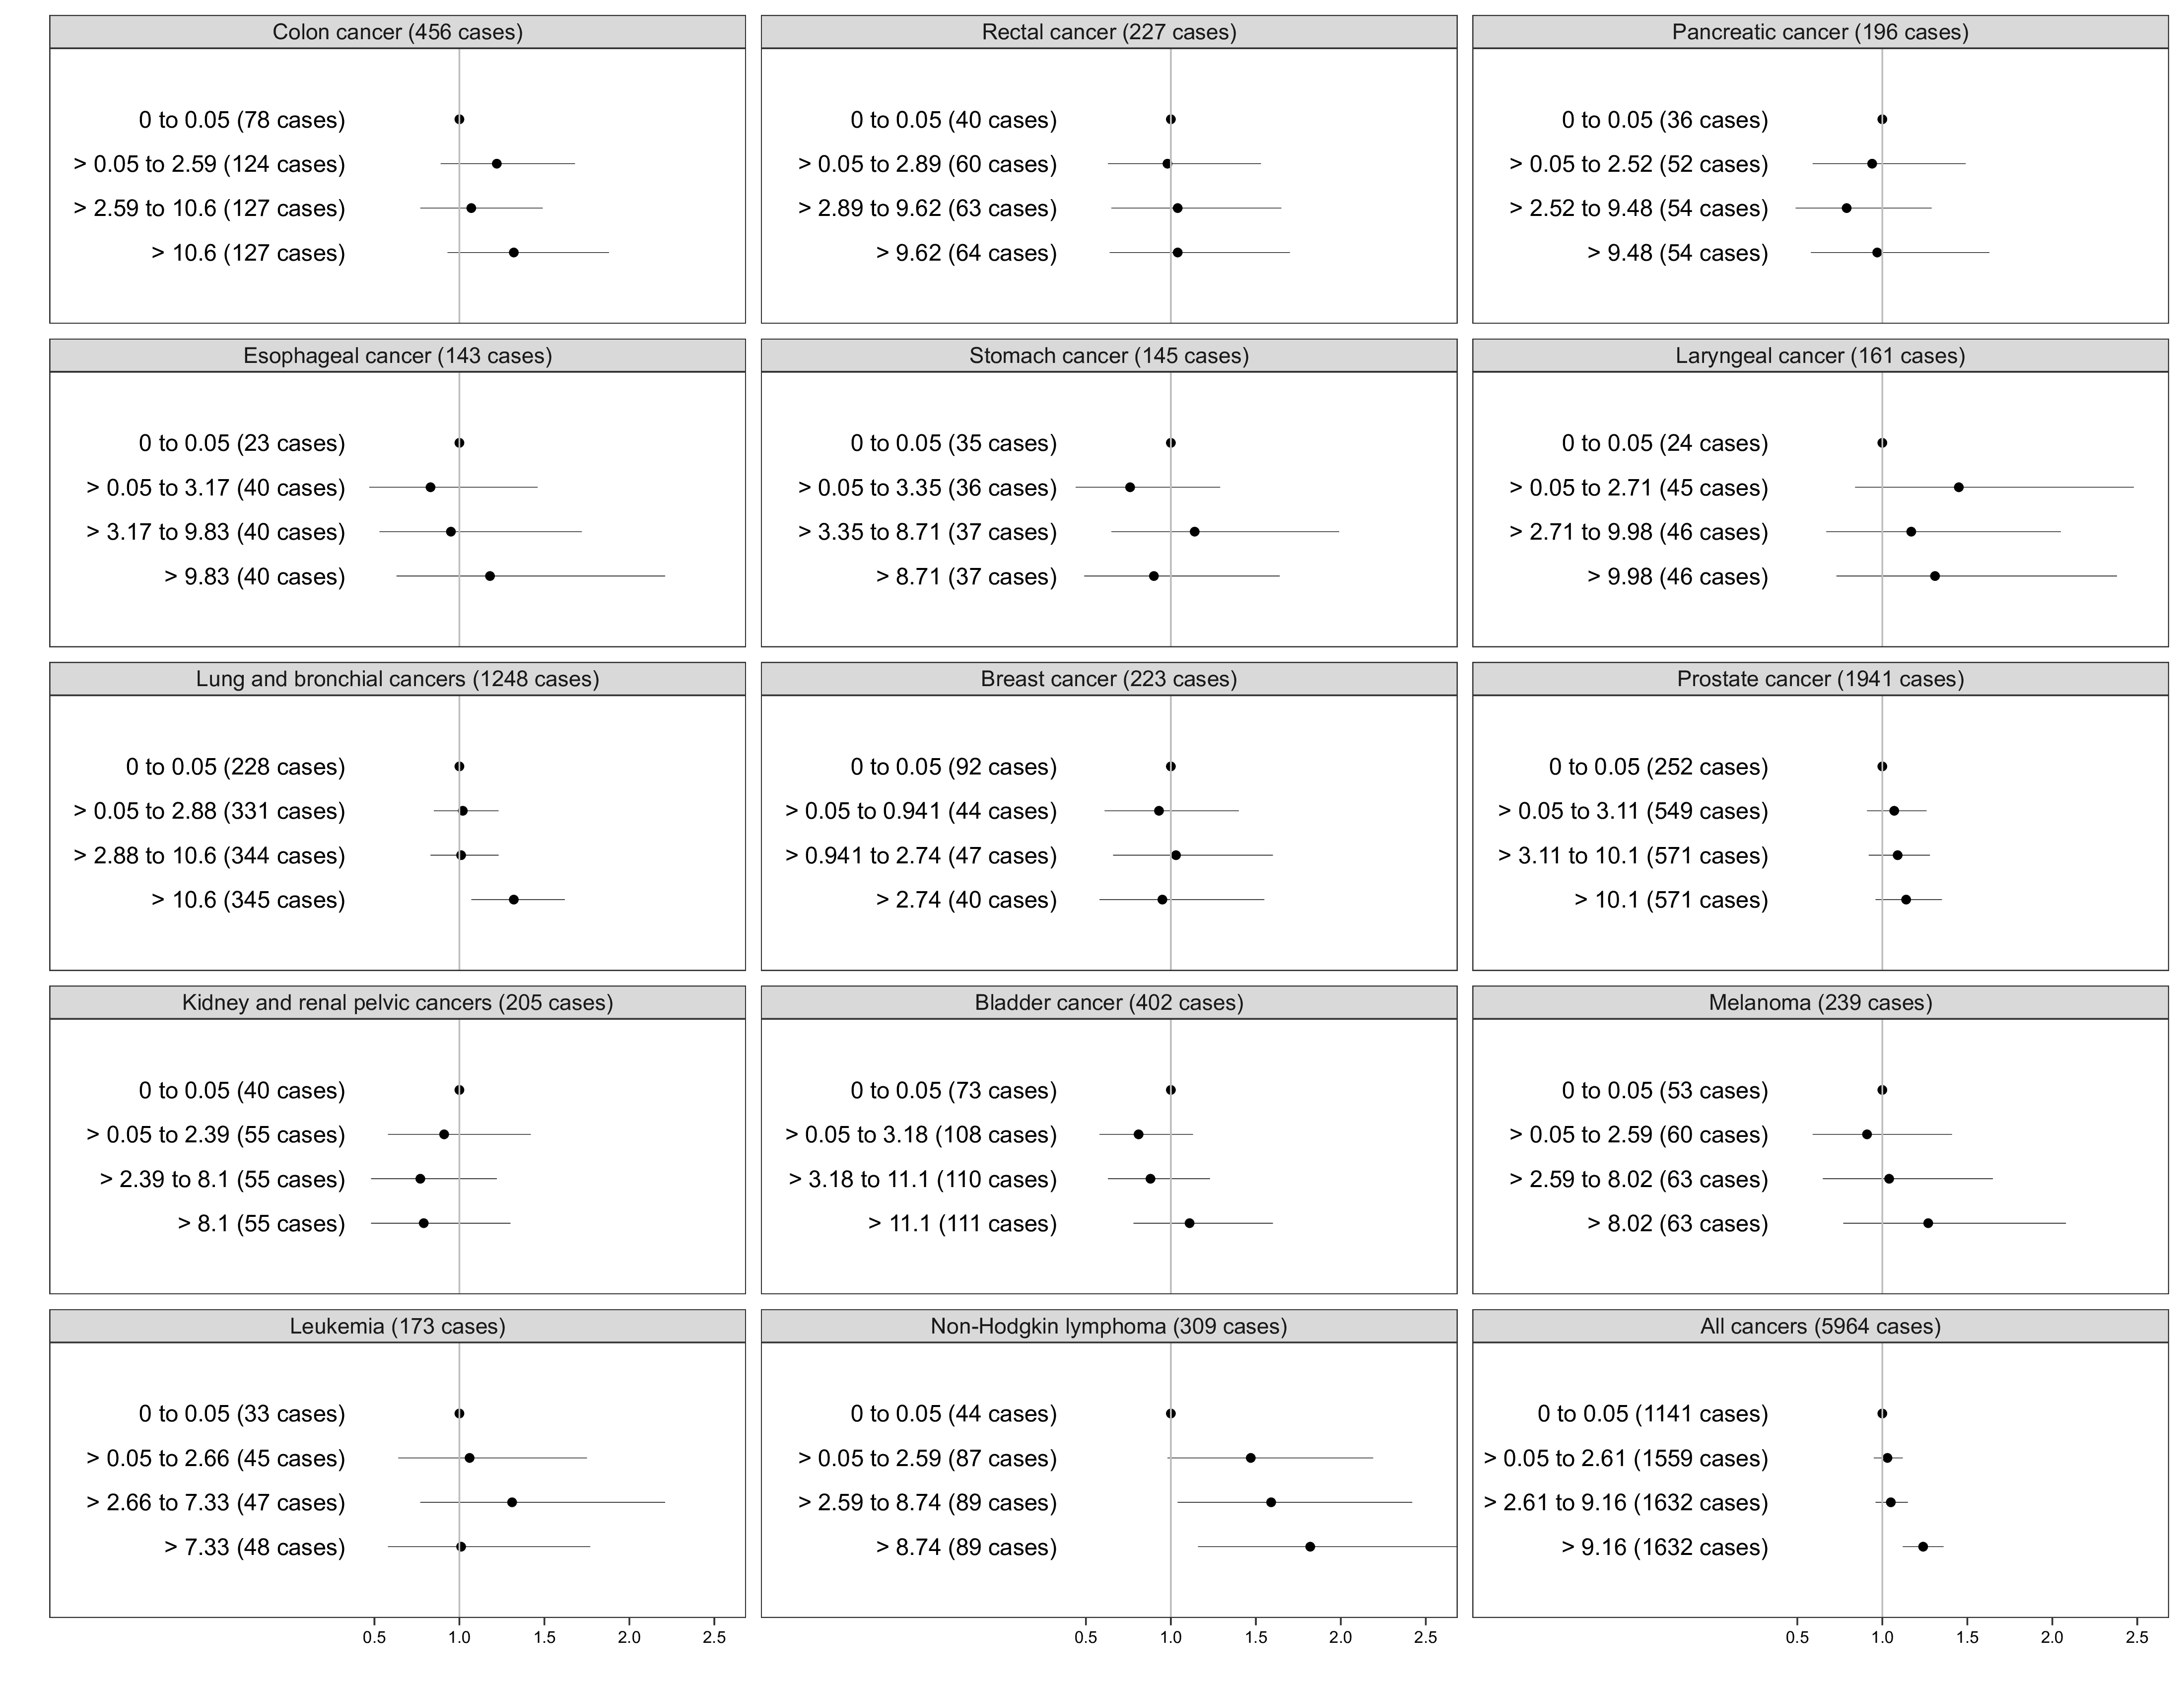 Colon cancer (456 cases)
0 to 0.05 (78 cases)
> 0.05 to 2.59 (124 cases)
> 2.59 to 10.6 (127 cases)
> 10.6 (127 cases)
Rectal cancer (227 cases)
0 to 0.05 (40 cases)
> 0.05 to 2.89 (60 cases)
> 2.89 to 9.62 (63 cases)
> 9.62 (64 cases)
Pancreatic cancer (196 cases)
0 to 0.05 (36 cases)
> 0.05 to 2.52 (52 cases)
> 2.52 to 9.48 (54 cases)
> 9.48 (54 cases)
Esophageal cancer (143 cases)
0 to 0.05 (23 cases)
> 0.05 to 3.17 (40 cases)
> 3.17 to 9.83 (40 cases)
> 9.83 (40 cases)
Stomach cancer (145 cases)
0 to 0.05 (35 cases)
> 0.05 to 3.35 (36 cases)
> 3.35 to 8.71 (37 cases)
> 8.71 (37 cases)
Laryngeal cancer (161 cases)
0 to 0.05 (24 cases)
> 0.05 to 2.71 (45 cases)
> 2.71 to 9.98 (46 cases)
> 9.98 (46 cases)
Lung and bronchial cancers (1248 cases)
0 to 0.05 (228 cases)
> 0.05 to 2.88 (331 cases)
> 2.88 to 10.6 (344 cases)
> 10.6 (345 cases)
Breast cancer (223 cases)
0 to 0.05 (92 cases)
> 0.05 to 0.941 (44 cases)
> 0.941 to 2.74 (47 cases)
> 2.74 (40 cases)
Prostate cancer (1941 cases)
0 to 0.05 (252 cases)
> 0.05 to 3.11 (549 cases)
> 3.11 to 10.1 (571 cases)
> 10.1 (571 cases)
Kidney and renal pelvic cancers (205 cases)
0 to 0.05 (40 cases)
> 0.05 to 2.39 (55 cases)
> 2.39 to 8.1 (55 cases)
> 8.1 (55 cases)
Bladder cancer (402 cases)
0 to 0.05 (73 cases)
> 0.05 to 3.18 (108 cases)
> 3.18 to 11.1 (110 cases)
> 11.1 (111 cases)
Melanoma (239 cases)
0 to 0.05 (53 cases)
> 0.05 to 2.59 (60 cases)
> 2.59 to 8.02 (63 cases)
> 8.02 (63 cases)
Leukemia (173 cases)
0 to 0.05 (33 cases)
> 0.05 to 2.66 (45 cases)
> 2.66 to 7.33 (47 cases)
> 7.33 (48 cases)
0.5 1.0 1.5 2.0 2.5
Non-Hodgkin lymphoma (309 cases)
0 to 0.05 (44 cases)
> 0.05 to 2.59 (87 cases)
> 2.59 to 8.74 (89 cases)
> 8.74 (89 cases)
0.5 1.0 1.5 2.0 2.5
All cancers (5964 cases)
0 to 0.05 (1141 cases)
> 0.05 to 2.61 (1559 cases)
> 2.61 to 9.16 (1632 cases)
> 9.16 (1632 cases)
0.5 1.0 1.5 2.0 2.5